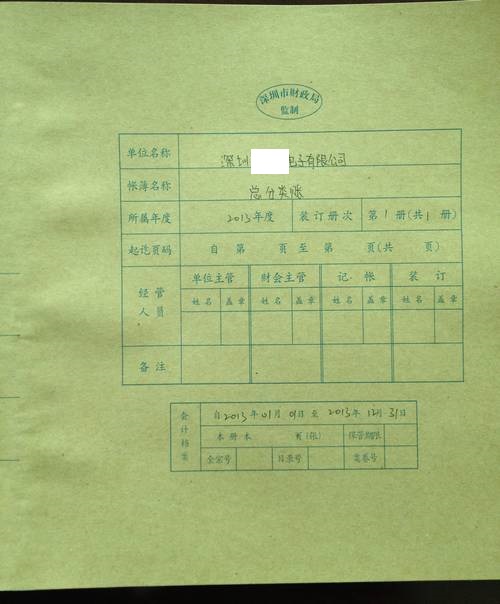 深圳市财政局
监制
单位名称 深圳 电子有限公司
帐薄名称 总分类帐
所属年度 2013年度 装订册次 第1册(共1册)
起讫页码 自第 页至第 页(共 页)
经管人员 单位主管 财会主管 记帐 装订
姓名 盖章 姓名 盖章 姓名 盖章 姓名 盖章
备注
会计档案 自2013年01月01日至2013年12月31日
本册本 页(张) 保管期限
全宗号 目录号 案卷号